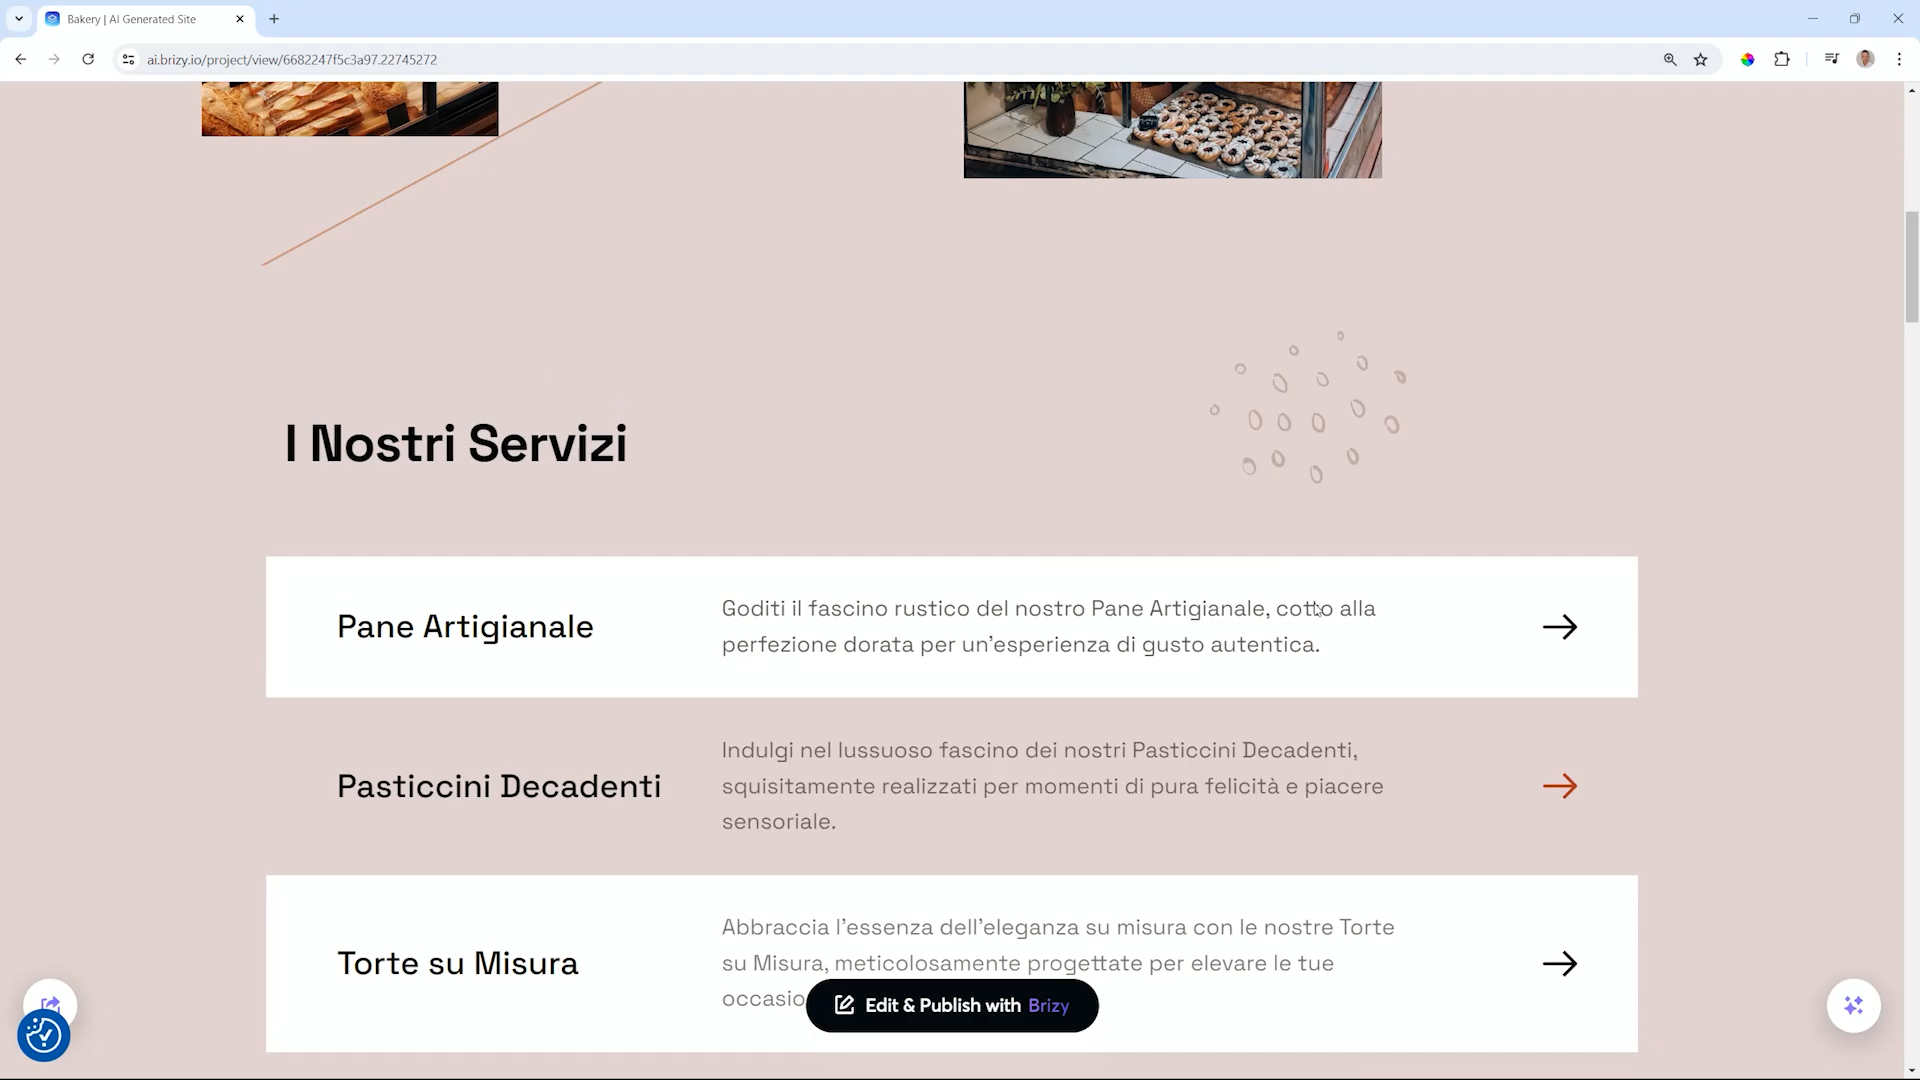 Bakery | AI Generated Site
ai.brizy.io/project/view/6682247f5c3a97.22745272
I Nostri Servizi
Pane Artigianale
Goditi il fascino rustico del nostro Pane Artigianale, cotto alla
perfezione dorata per un'esperienza di gusto autentica.
Pasticcini Decadenti
Indulgi nel lussuoso fascino dei nostri Pasticcini Decadenti,
squisitamente realizzati per momenti di pura felicità e piacere
sensoriale.
Torte su Misura
Abbraccia l'essenza dell'eleganza su misura con le nostre Torte
su Misura, meticolosamente progettate per elevare le tue
occasio
Edit & Publish with Brizy